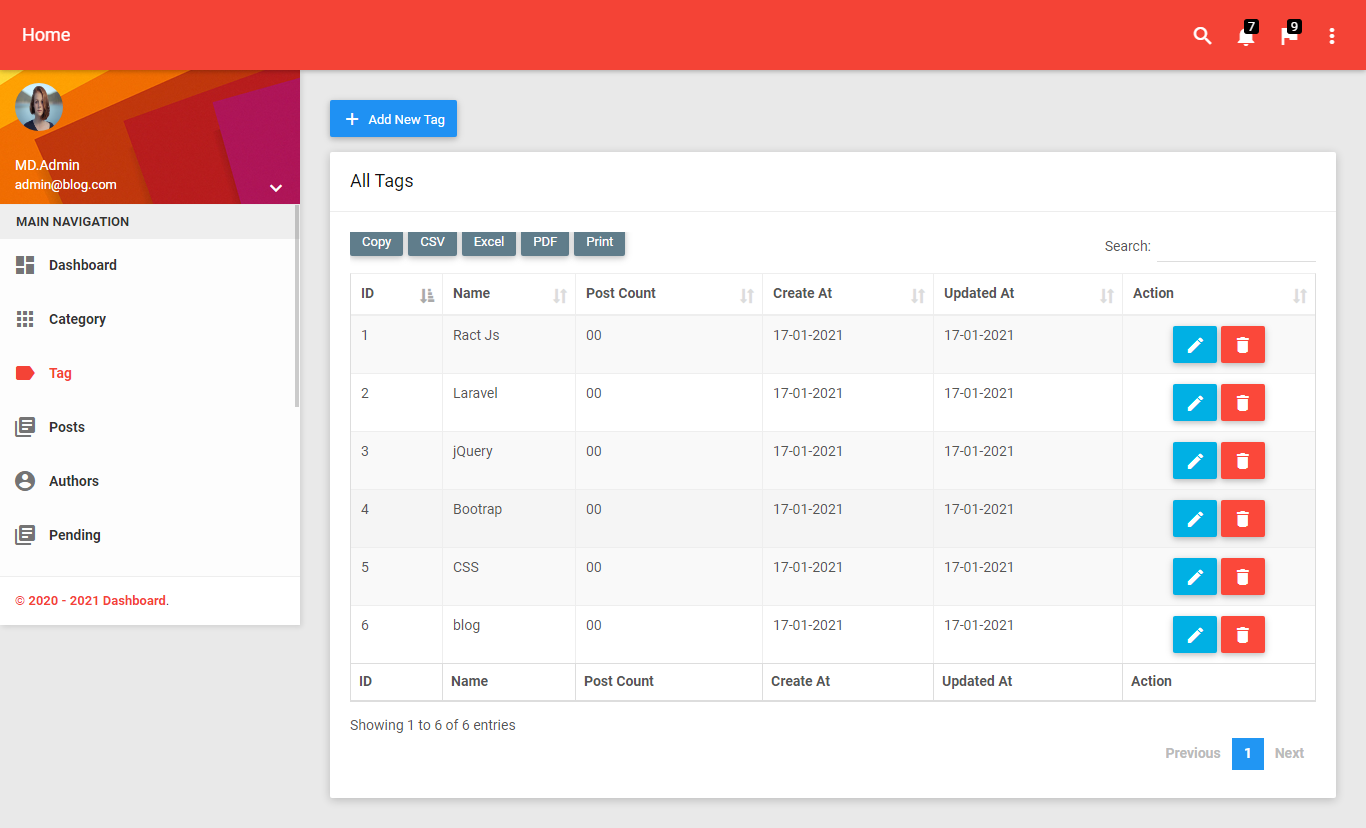 Home
7
9
MD.Admin
admin@blog.com
MAIN NAVIGATION
Dashboard
Category
Tag
Posts
Authors
Pending
© 2020 - 2021 Dashboard.
Add New Tag
All Tags
Copy CSV Excel PDF Print
Search:
ID Name Post Count Create At Updated At Action
1 Ract Js 00 17-01-2021 17-01-2021
2 Laravel 00 17-01-2021 17-01-2021
3 jQuery 00 17-01-2021 17-01-2021
4 Bootrap 00 17-01-2021 17-01-2021
5 CSS 00 17-01-2021 17-01-2021
6 blog 00 17-01-2021 17-01-2021
ID Name Post Count Create At Updated At Action
Showing 1 to 6 of 6 entries
Previous 1 Next